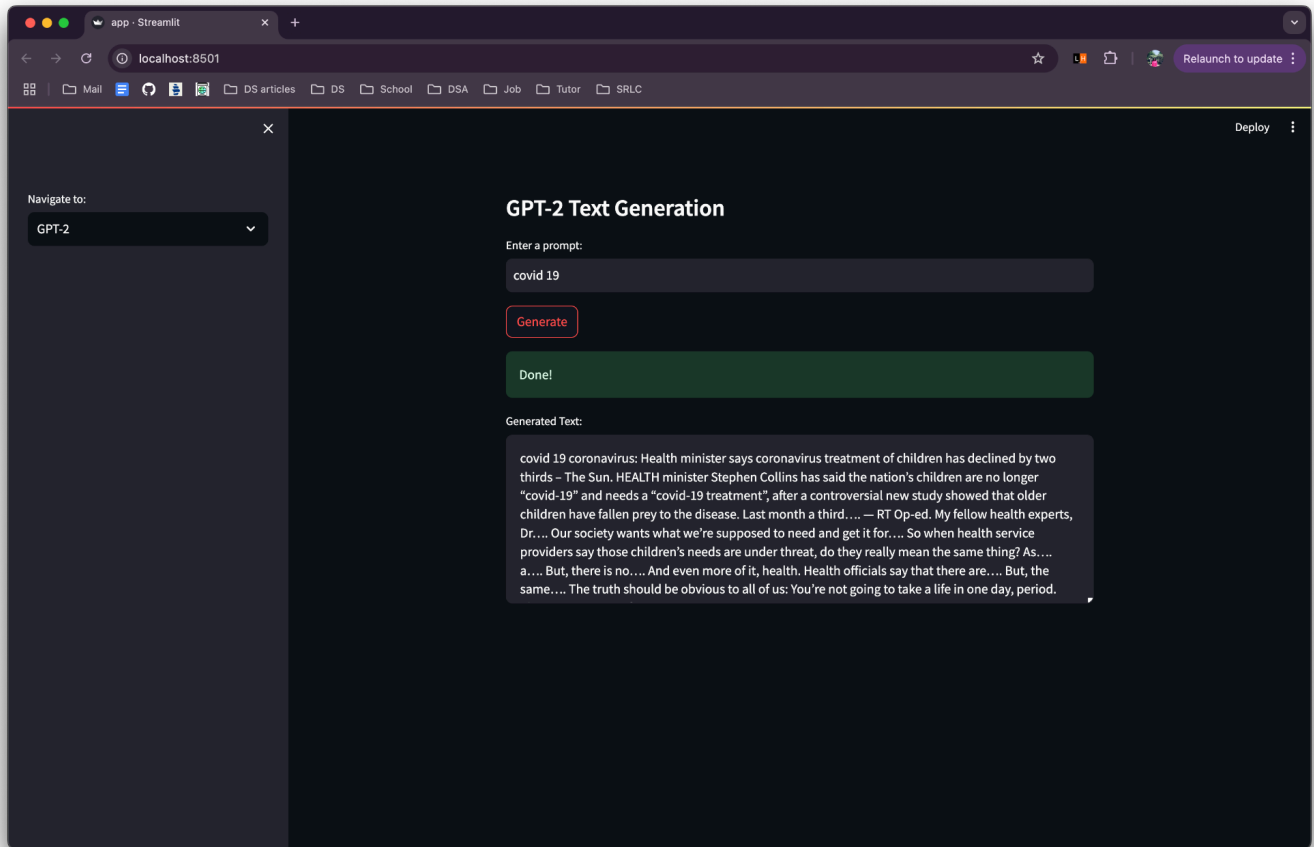 app · Streamlit
localhost:8501
Relaunch to update
Mail
DS articles
DS
School
DSA
Job
Tutor
SRLC
Deploy
Navigate to:
GPT-2
GPT-2 Text Generation
Enter a prompt:
covid 19
Generate
Done!
Generated Text:
covid 19 coronavirus: Health minister says coronavirus treatment of children has declined by two
thirds – The Sun. HEALTH minister Stephen Collins has said the nation’s children are no longer
“covid-19” and needs a “covid-19 treatment”, after a controversial new study showed that older
children have fallen prey to the disease. Last month a third…. — RT Op-ed. My fellow health experts,
Dr…. Our society wants what we’re supposed to need and get it for…. So when health service
providers say those children’s needs are under threat, do they really mean the same thing? As….
a…. But, there is no…. And even more of it, health. Health officials say that there are…. But, the
same…. The truth should be obvious to all of us: You’re not going to take a life in one day, period.